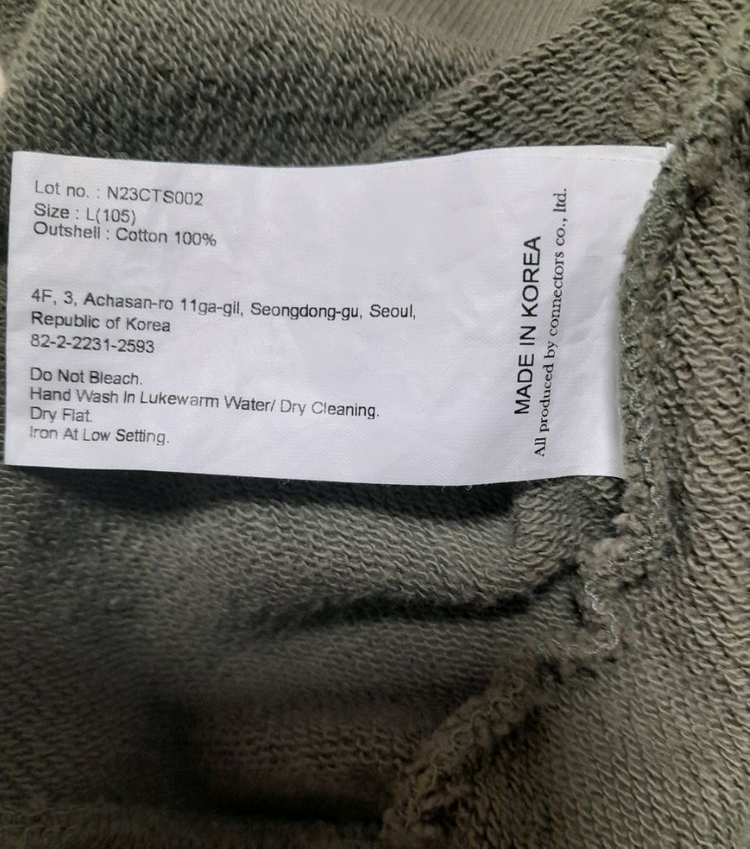 Lot no. : N23CTS002
Size : L(105)
Outshell : Cotton 100%
4F, 3, Achasan-ro 11ga-gil, Seongdong-gu, Seoul,
Republic of Korea
82-2-2231-2593
Do Not Bleach.
Hand Wash In Lukewarm Water/ Dry Cleaning.
Dry Flat.
Iron At Low Setting.
MADE IN KOREA
All produced by connectors co., ltd.